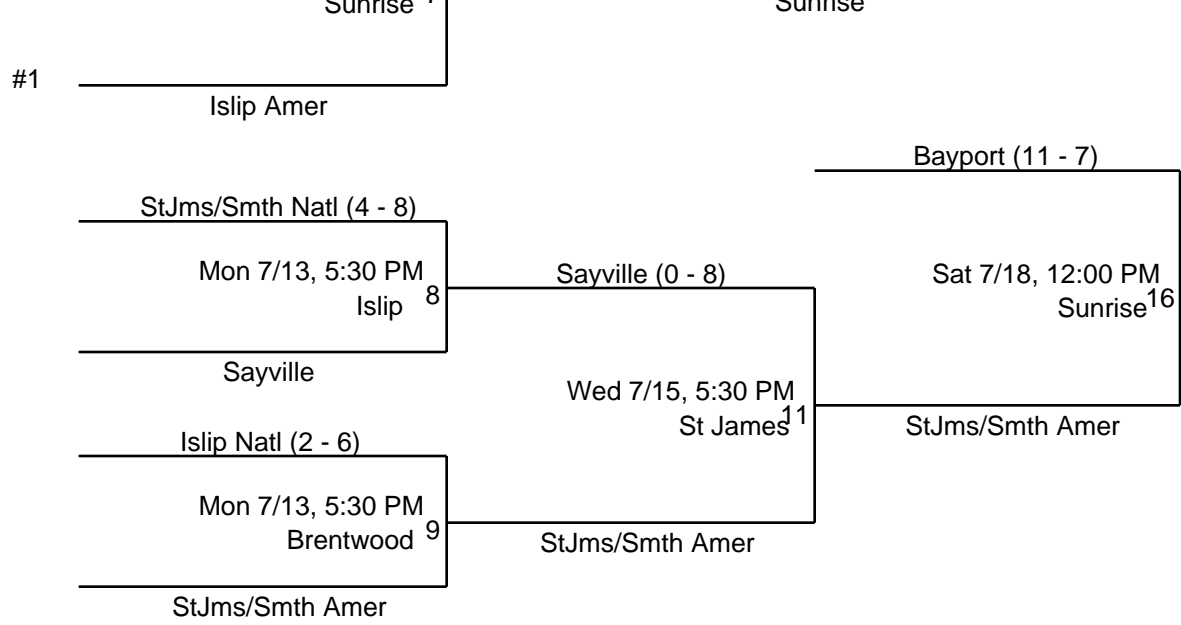 Sunrise
Sunrise
#1
Islip Amer
Bayport (11 - 7)
StJms/Smth Natl (4 - 8)
Mon 7/13, 5:30 PM
Islip 8
Sayville (0 - 8)
Sat 7/18, 12:00 PM
Sunrise 16
Sayville
Wed 7/15, 5:30 PM
St James 11
StJms/Smth Amer
Islip Natl (2 - 6)
Mon 7/13, 5:30 PM
Brentwood 9
StJms/Smth Amer
StJms/Smth Amer